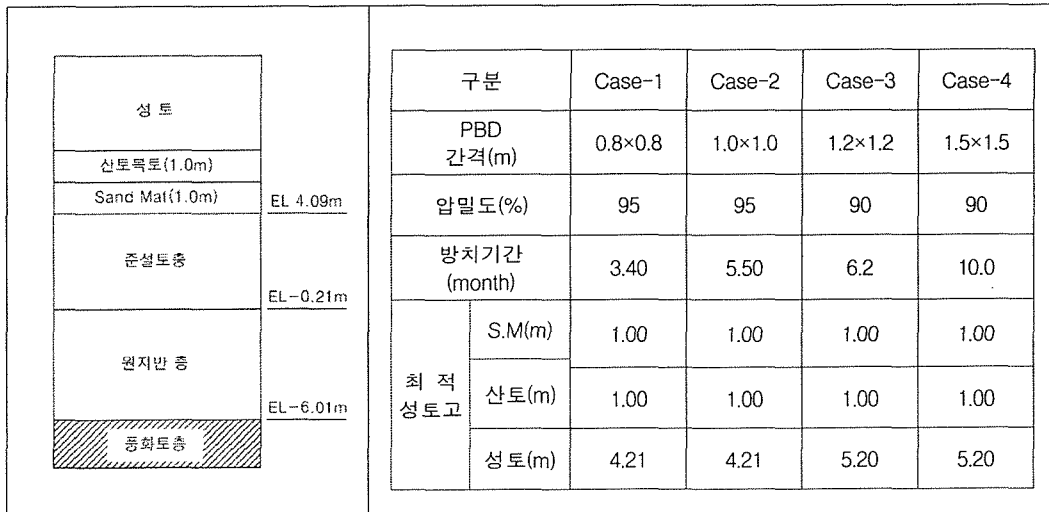 성 토
산토목토(1.0m)
Sand Mat(1.0m)
EL 4.09m
준설토층
EL-0.21m
원지반 층
EL-6.01m
풍화토층
구분 Case-1 Case-2 Case-3 Case-4
PBD
간격(m) 0.8×0.8 1.0×1.0 1.2×1.2 1.5×1.5
압밀도(%) 95 95 90 90
방치기간
(month) 3.40 5.50 6.2 10.0
최 적
성토고
S.M(m) 1.00 1.00 1.00 1.00
산토(m) 1.00 1.00 1.00 1.00
성토(m) 4.21 4.21 5.20 5.20